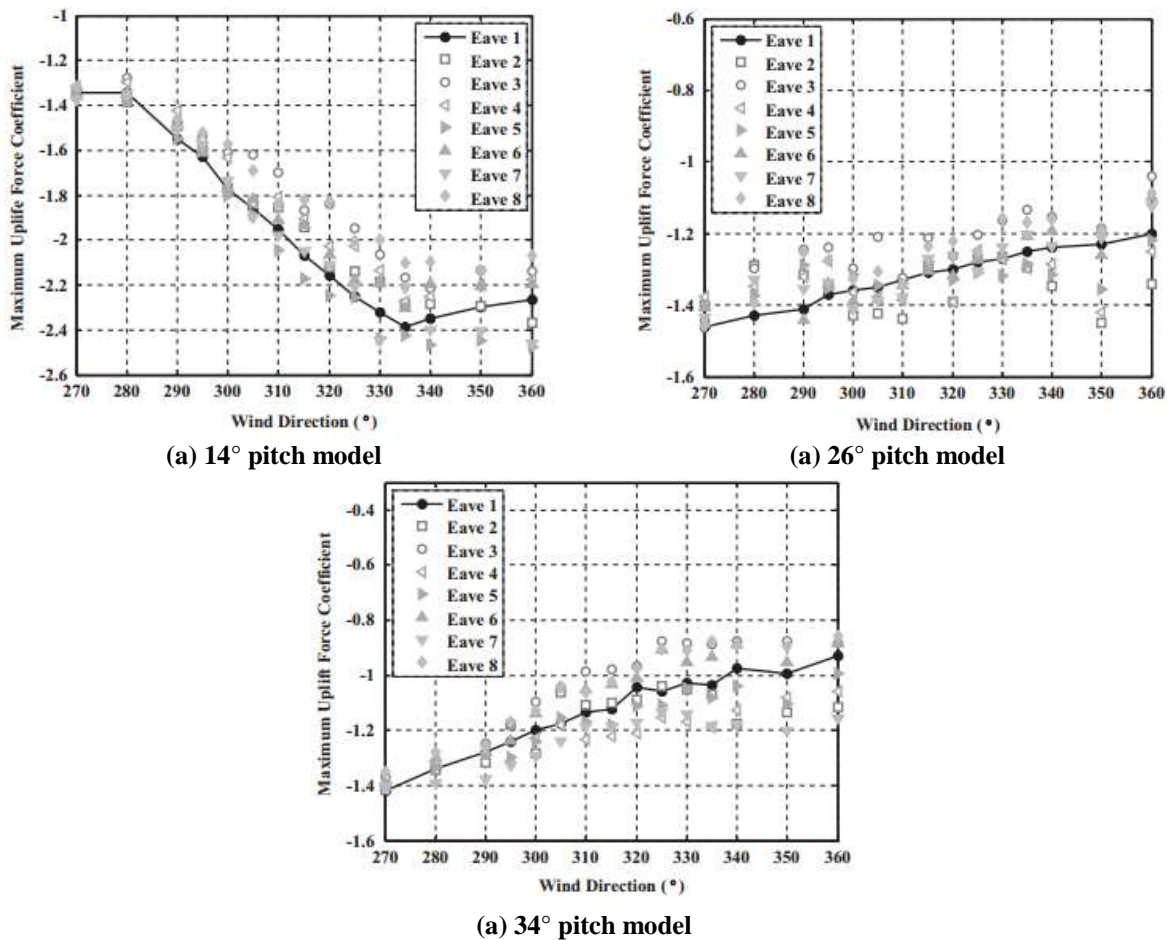 -1
-1.2
-1.4
-1.6
-1.8
-2
-2.2
-2.4
-2.6
Maximum Uplife Force Coefficient
Eave 1
Eave 2
Eave 3
Eave 4
Eave 5
Eave 6
Eave 7
Eave 8
270 280 290 300 310 320 330 340 350 360
Wind Direction (°)
(a) 14° pitch model
-0.6
-0.8
-1
-1.2
-1.4
-1.6
Maximum Uplift Force Coefficient
Eave 1
Eave 2
Eave 3
Eave 4
Eave 5
Eave 6
Eave 7
Eave 8
270 280 290 300 310 320 330 340 350 360
Wind Direction (°)
(a) 26° pitch model
-0.4
-0.6
-0.8
-1
-1.2
-1.4
-1.6
Maximum Uplift Force Coefficient
Eave 1
Eave 2
Eave 3
Eave 4
Eave 5
Eave 6
Eave 7
Eave 8
270 280 290 300 310 320 330 340 350 360
Wind Direction (°)
(a) 34° pitch model